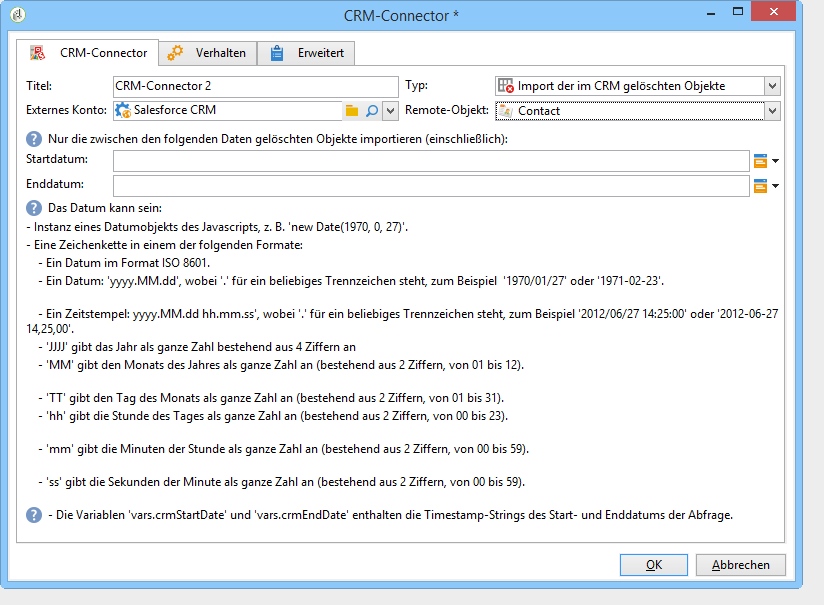 CRM-Connector *
CRM-Connector Verhalten Erweitert
Titel: CRM-Connector 2 Typ: Import der im CRM gelöschten Objekte
Externes Konto: Salesforce CRM Remote-Objekt: Contact
Nur die zwischen den folgenden Daten gelöschten Objekte importieren (einschließlich):
Startdatum:
Enddatum:
Das Datum kann sein:
- Instanz eines Datumobjekts des Javascripts, z. B. 'new Date(1970, 0, 27)'.
- Eine Zeichenkette in einem der folgenden Formate:
- Ein Datum im Format ISO 8601.
- Ein Datum: 'yyyy.MM.dd', wobei '.' für ein beliebiges Trennzeichen steht, zum Beispiel '1970/01/27' oder '1971-02-23'.
- Ein Zeitstempel: yyyy.MM.dd hh.mm.ss', wobei '.' für ein beliebiges Trennzeichen steht, zum Beispiel '2012/06/27 14:25:00' oder '2012-06-27
14,25,00'.
- 'JJJJ' gibt das Jahr als ganze Zahl bestehend aus 4 Ziffern an
- 'MM' gibt den Monats des Jahres als ganze Zahl an (bestehend aus 2 Ziffern, von 01 bis 12).
- 'TT' gibt den Tag des Monats als ganze Zahl an (bestehend aus 2 Ziffern, von 01 bis 31).
- 'hh' gibt die Stunde des Tages als ganze Zahl an (bestehend aus 2 Ziffern, von 00 bis 23).
- 'mm' gibt die Minuten der Stunde als ganze Zahl an (bestehend aus 2 Ziffern, von 00 bis 59).
- 'ss' gibt die Sekunden der Minute als ganze Zahl an (bestehend aus 2 Ziffern, von 00 bis 59).
- Die Variablen 'vars.crmStartDate' und 'vars.crmEndDate' enthalten die Timestamp-Strings des Start- und Enddatums der Abfrage.
OK Abbrechen